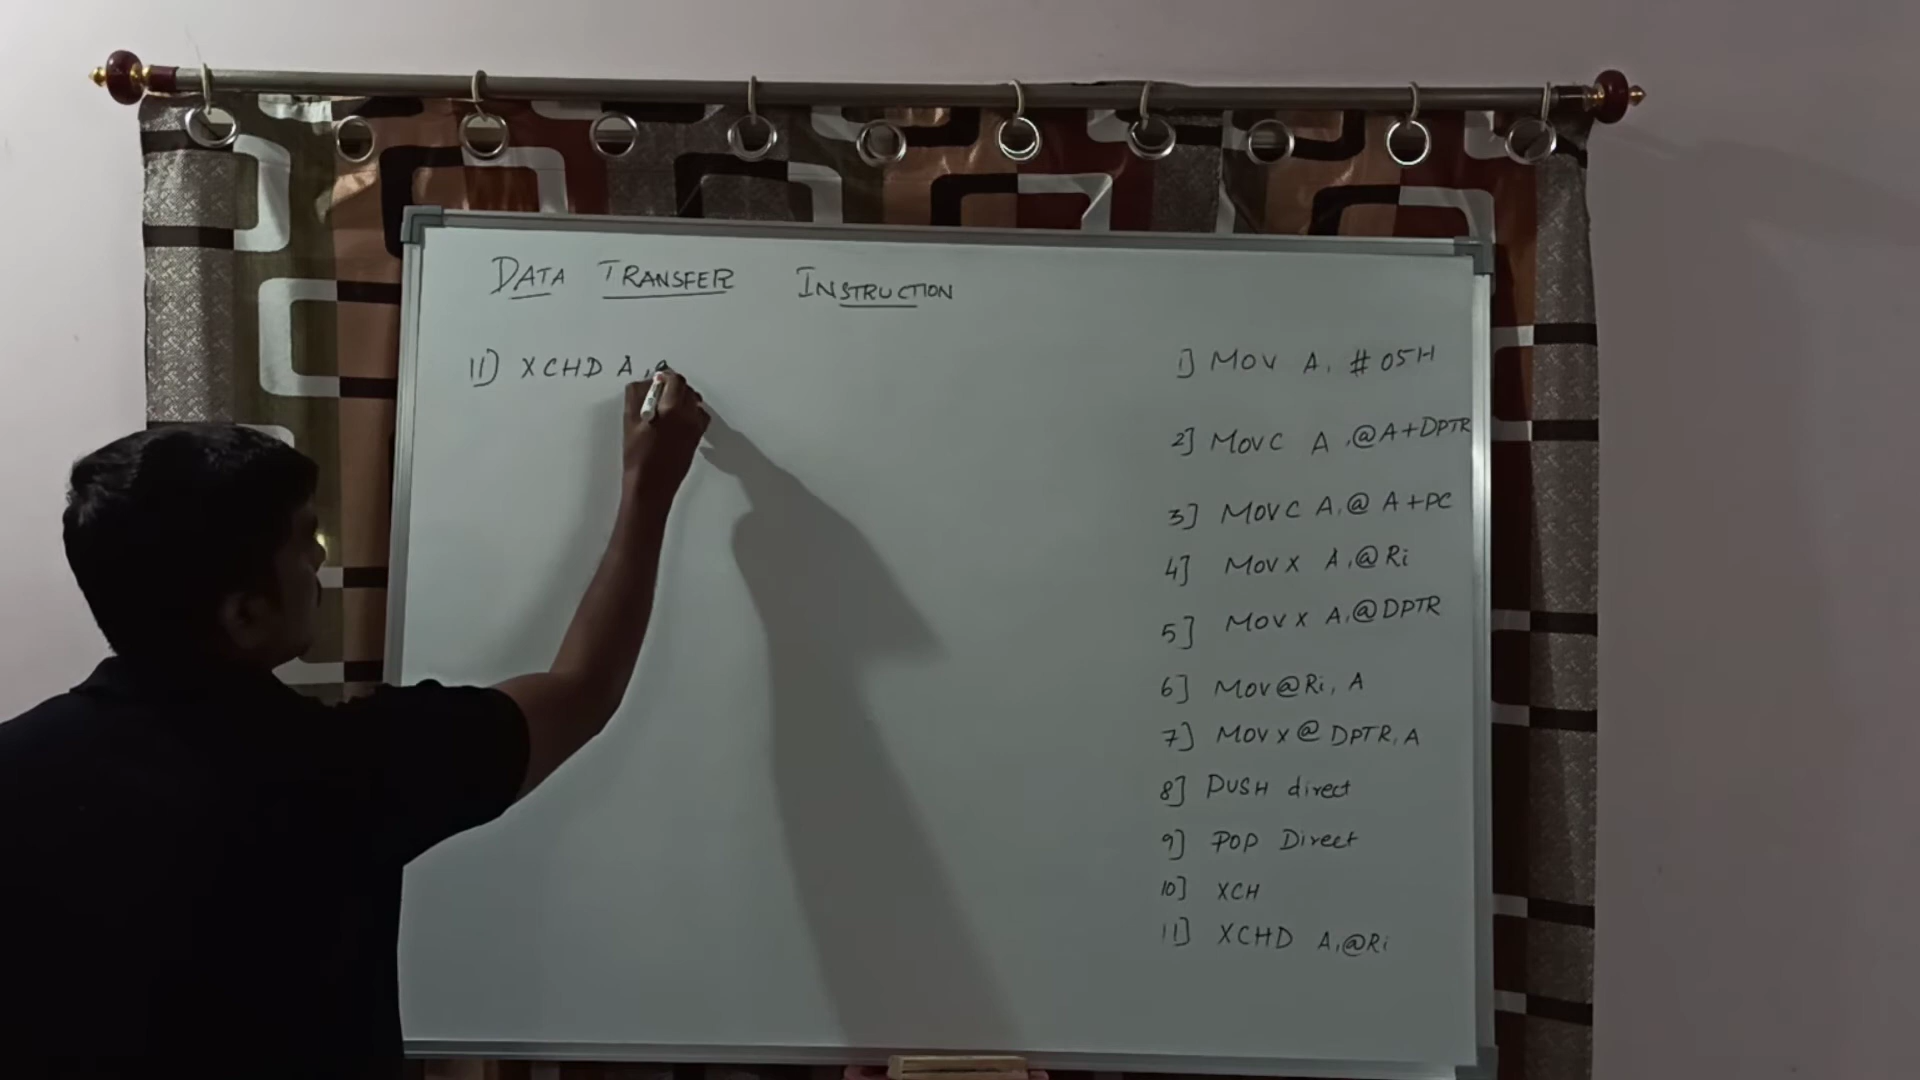 DATA TRANSFER INSTRUCTION
11] XCHD A,
1] MOV A, # 05H
2] MOVC A ,@A+DPTR
3] MOVC A,@ A+PC
4] MOVX A,@Ri
5] MOVX A,@DPTR
6] MOV@Ri, A
7] MOVX@ DPTR, A
8] PUSH direct
9] POP Direct
10] XCH
11] XCHD A,@Ri